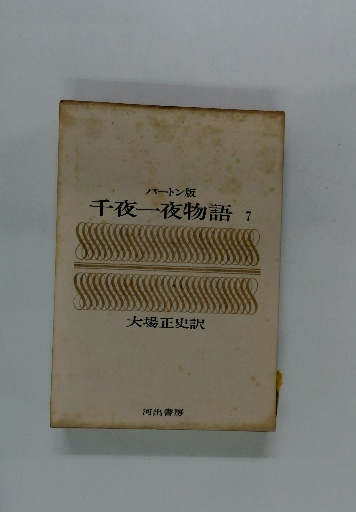 バートン版
千夜一夜物語 7
大場正史訳
河出書房